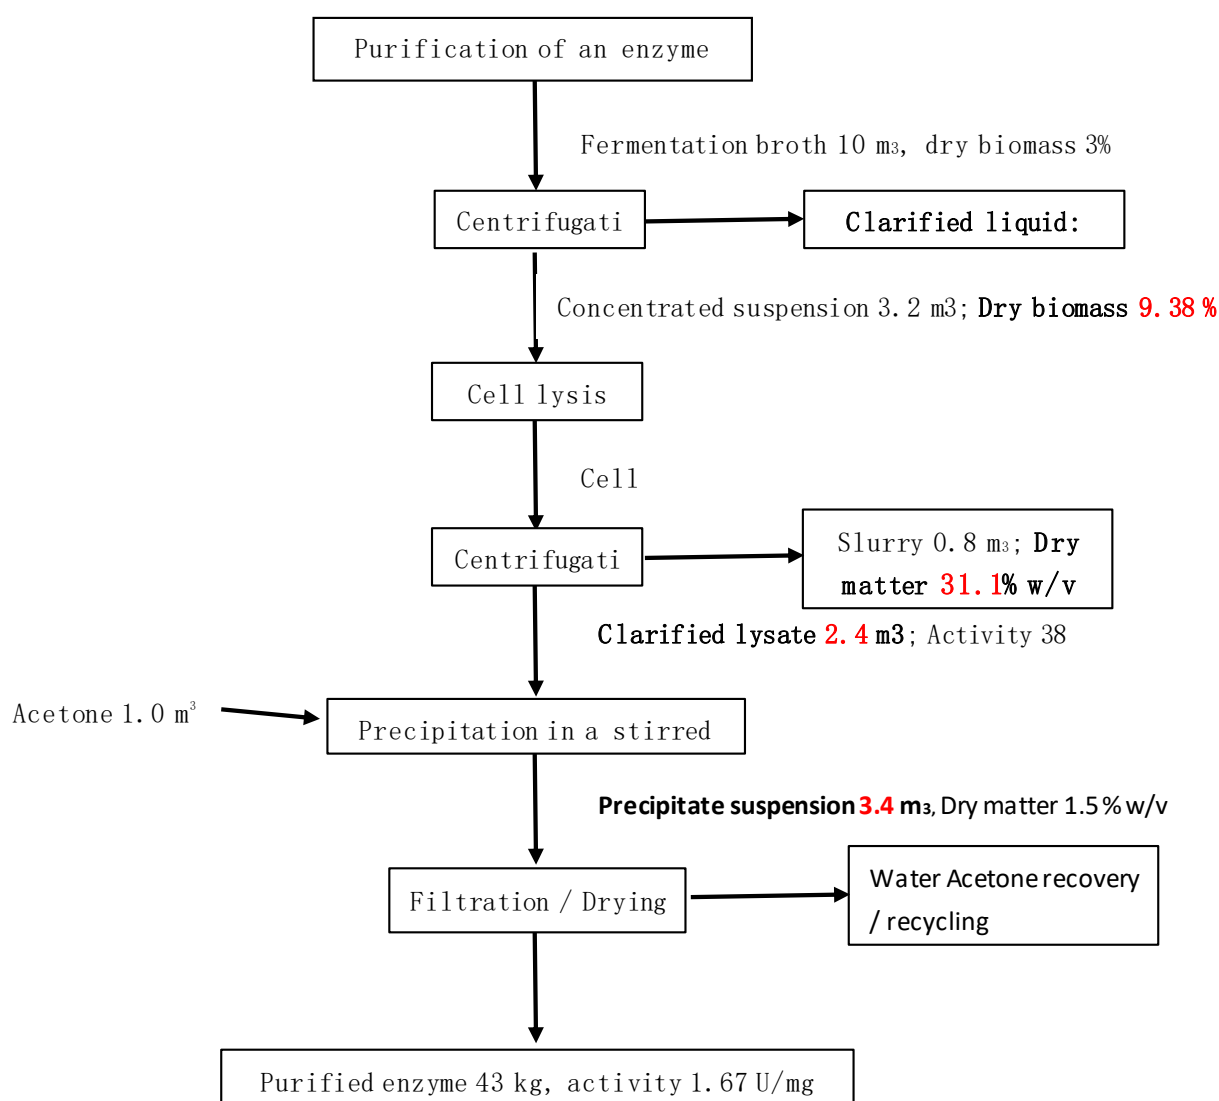 Purification of an enzyme
Fermentation broth 10 m₃, dry biomass 3%
Centrifugati
Clarified liquid:
Concentrated suspension 3.2 m3; Dry biomass 9.38 %
Cell lysis
Cell
Centrifugati
Slurry 0.8 m₃; Dry
matter 31.1% w/v
Clarified lysate 2.4 m3; Activity 38
Acetone 1.0 m³
Precipitation in a stirred
Precipitate suspension 3.4 m₃, Dry matter 1.5 % w/v
Filtration / Drying
Water Acetone recovery
/ recycling
Purified enzyme 43 kg, activity 1.67 U/mg